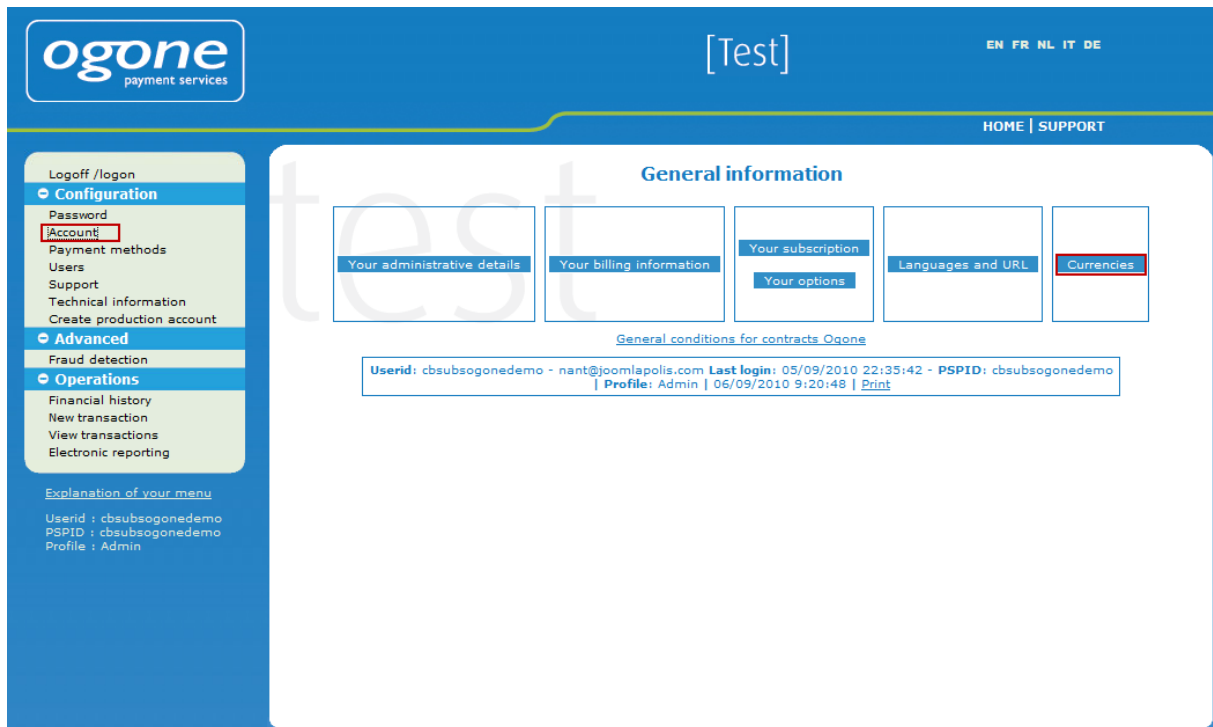 ogone
payment services
[Test]
EN FR NL IT DE
HOME | SUPPORT
Logoff /logon
Configuration
Password
Account
Payment methods
Users
Support
Technical information
Create production account
Advanced
Fraud detection
Operations
Financial history
New transaction
View transactions
Electronic reporting
Explanation of your menu
Userid : cbsubsogonedemo
PSPID : cbsubsogonedemo
Profile : Admin
test
General information
Your administrative details
Your billing information
Your subscription
Your options
Languages and URL
Currencies
General conditions for contracts Ogone
Userid: cbsubsogonedemo - nant@joomlapolis.com Last login: 05/09/2010 22:35:42 - PSPID: cbsubsogonedemo
| Profile: Admin | 06/09/2010 9:20:48 | Print